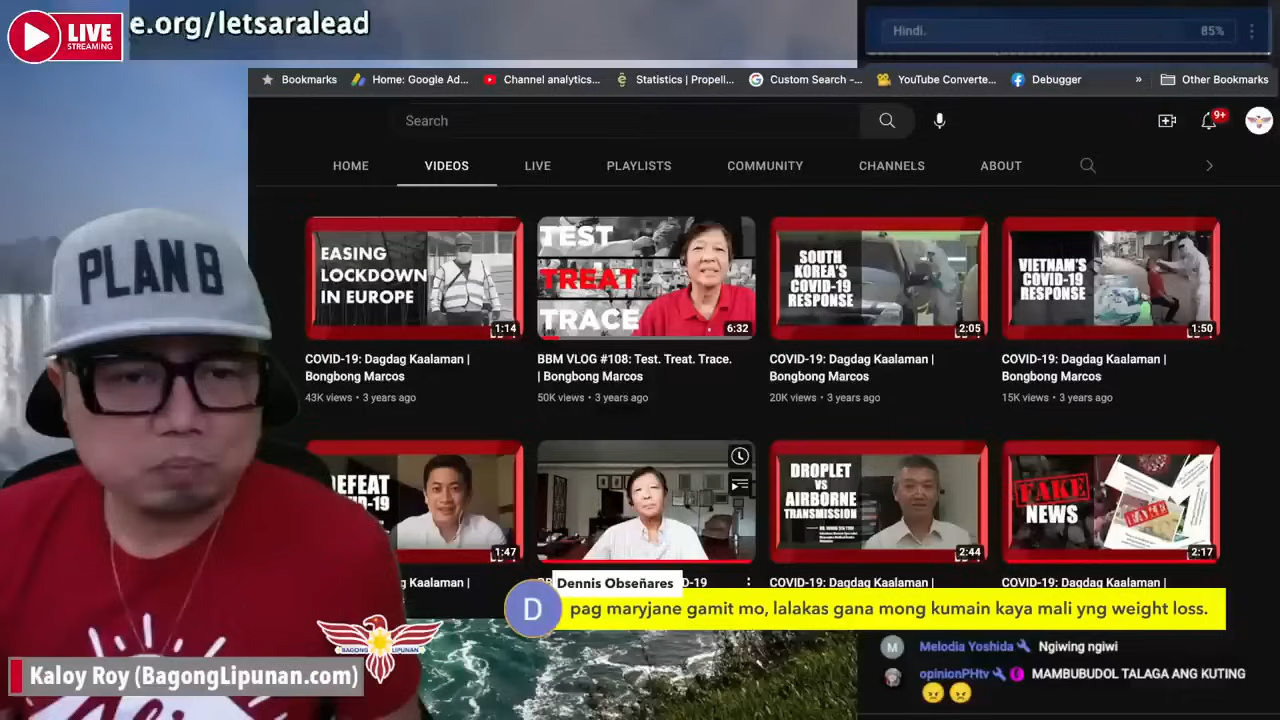 LIVE
STREAMING
e.org/letsaralead
Hindi.
85%
Bookmarks
Home: Google Ad...
Channel analytics...
Statistics | Propell...
Custom Search -...
YouTube Converte...
Debugger
»
Other Bookmarks
Search
9+
HOME
VIDEOS
LIVE
PLAYLISTS
COMMUNITY
CHANNELS
ABOUT
PLAN B
EASING
LOCKDOWN
IN EUROPE
1:14
TEST
TREAT
TRACE
6:32
SOUTH
KOREA'S
COVID-19
RESPONSE
2:05
VIETNAM'S
COVID-19
RESPONSE
1:50
COVID-19: Dagdag Kaalaman |
Bongbong Marcos
43K views • 3 years ago
BBM VLOG #108: Test. Treat. Trace.
| Bongbong Marcos
50K views • 3 years ago
COVID-19: Dagdag Kaalaman |
Bongbong Marcos
20K views • 3 years ago
COVID-19: Dagdag Kaalaman |
Bongbong Marcos
15K views • 3 years ago
DEFEAT
1:47
DROPLET
VS
AIRBORNE
TRANSMISSION
2:44
FAKE
NEWS
2:17
Dagdag Kaalaman |
COVID-19: Dagdag Kaalaman |
COVID-19: Dagdag Kaalaman |
Dennis Obseñares
D
pag maryjane gamit mo, lalakas gana mong kumain kaya mali yng weight loss.
BAGONG LIPUNAN
Kaloy Roy (BagongLipunan.com)
M
Melodia Yoshida
Ngiwing ngiwi
opinionPHtv
MAMBUBUDOL TALAGA ANG KUTING